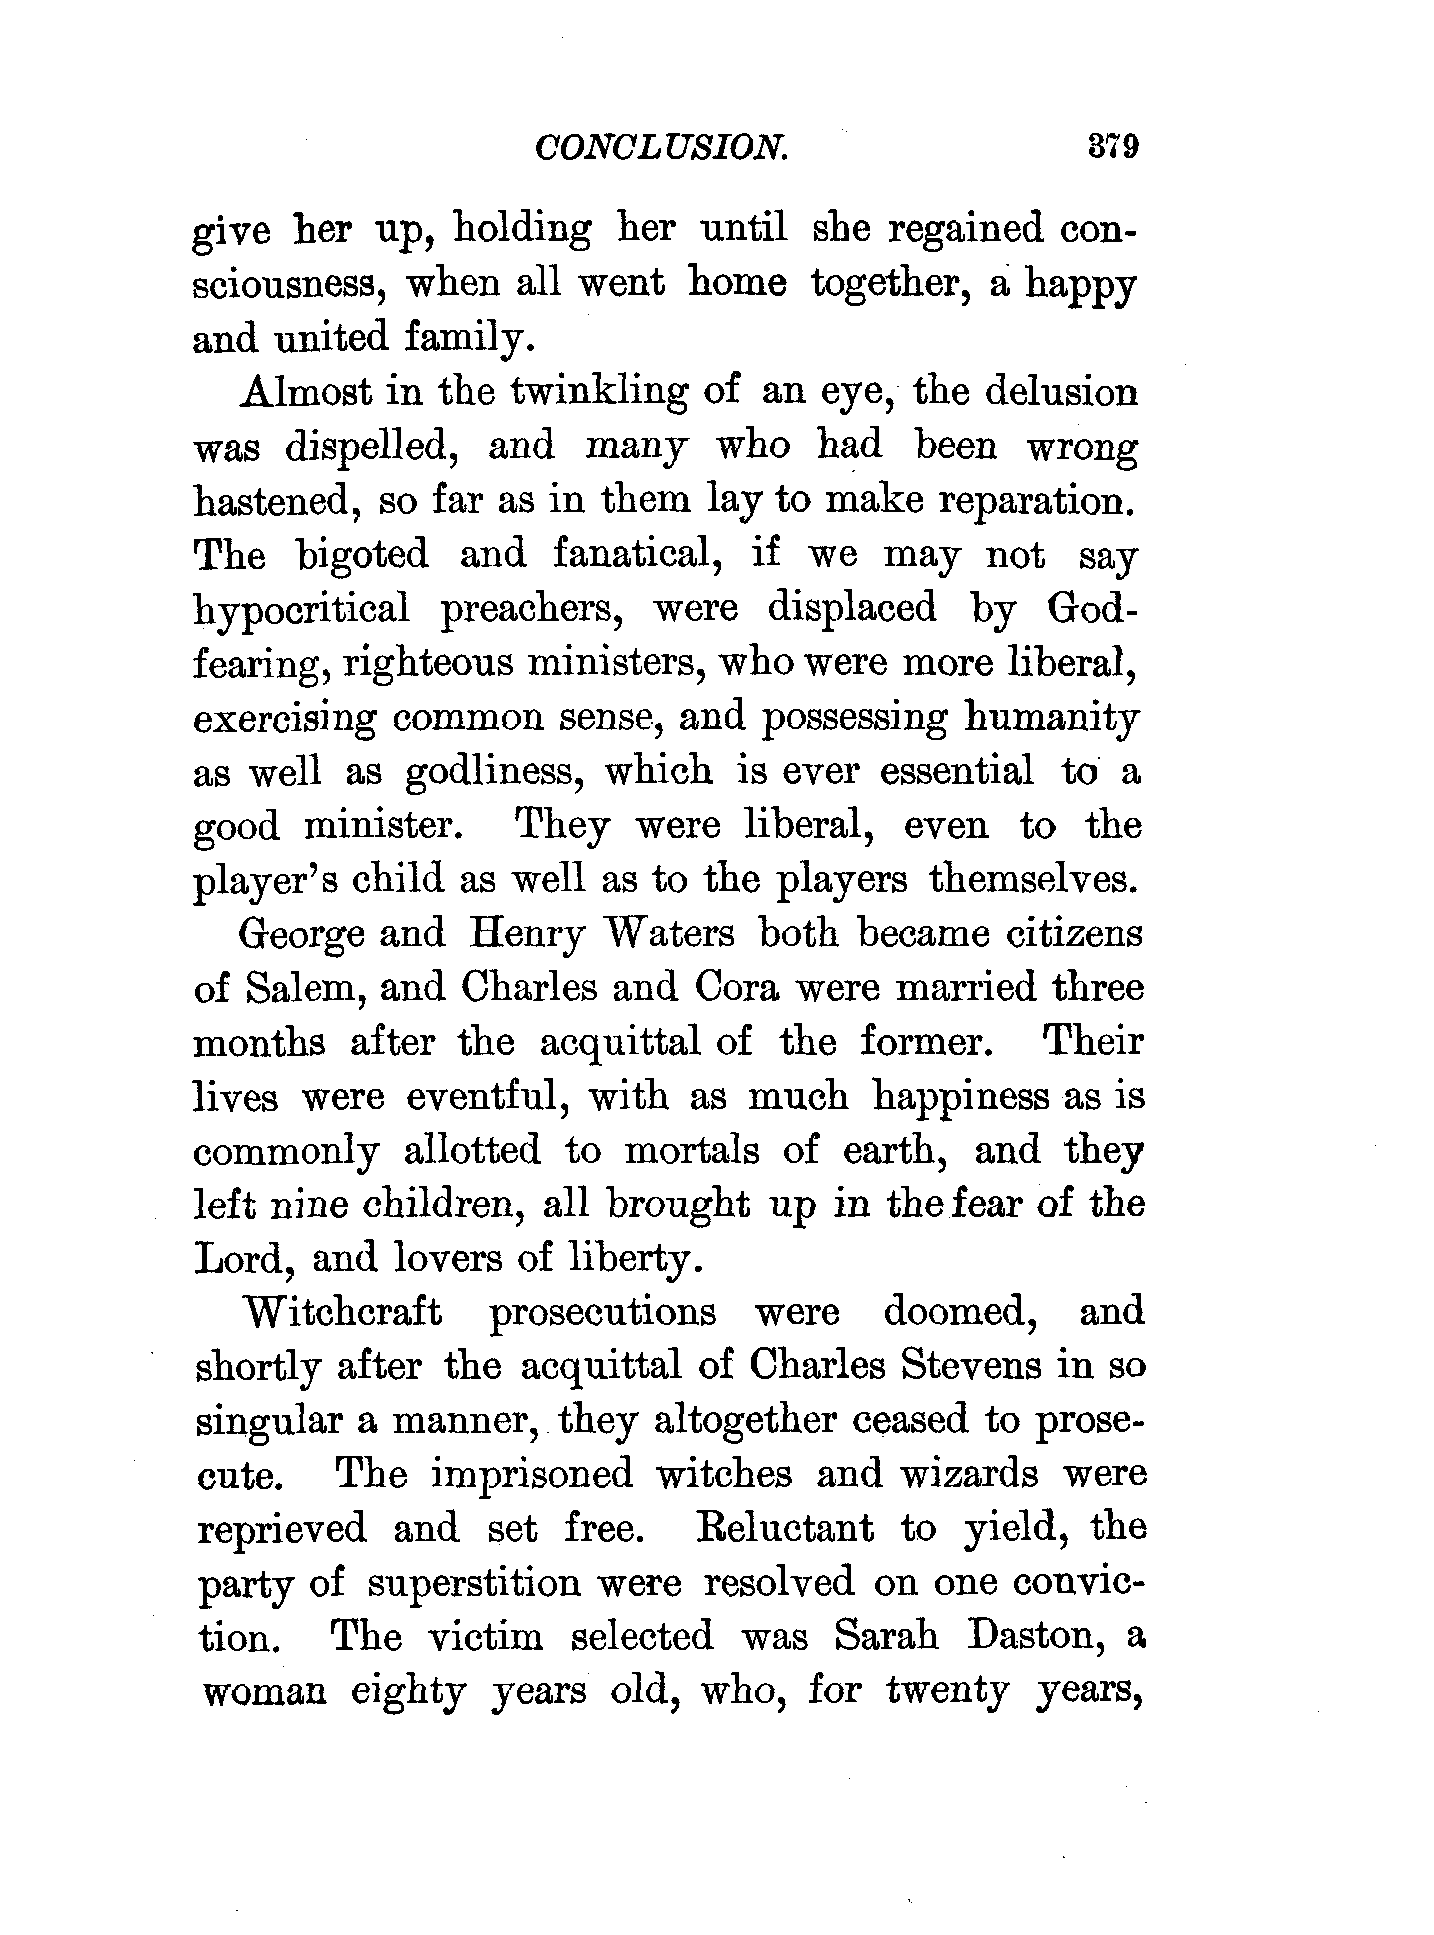 CONCLUSION. 379
give her up, holding her until she regained con-
sciousness, when all went home together, a happy
and united family.
Almost in the twinkling of an eye, the delusion
was dispelled, and many who had been wrong
hastened, so far as in them lay to make reparation.
The bigoted and fanatical, if we may not say
hypocritical preachers, were displaced by God-
fearing, righteous ministers, who were more liberal,
exercising common sense, and possessing humanity
as well as godliness, which is ever essential to a
good minister. They were liberal, even to the
player's child as well as to the players themselves.
George and Henry Waters both became citizens
of Salem, and Charles and Cora were married three
months after the acquittal of the former. Their
lives were eventful, with as much happiness as is
commonly allotted to mortals of earth, and they
left nine children, all brought up in the fear of the
Lord, and lovers of liberty.
Witchcraft prosecutions were doomed, and
shortly after the acquittal of Charles Stevens in so
singular a manner, they altogether ceased to prose-
cute. The imprisoned witches and wizards were
reprieved and set free. Reluctant to yield, the
party of superstition were resolved on one convic-
tion. The victim selected was Sarah Daston, a
woman eighty years old, who, for twenty years,